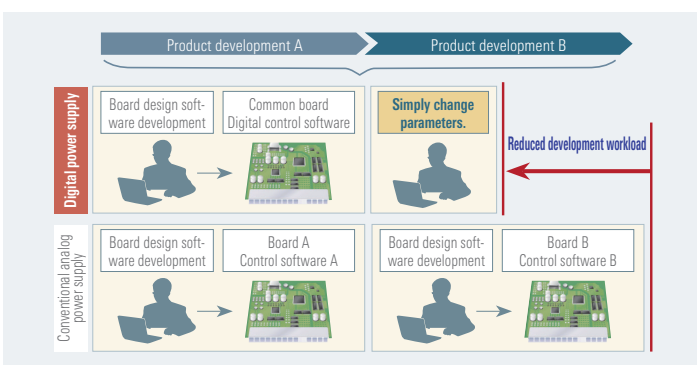 Product development A
Product development B
Digital power supply
Board design soft-
ware development
Common board
Digital control software
Simply change
parameters.
Reduced development workload
Conventional analog
power supply
Board design soft-
ware development
Board A
Control software A
Board design soft-
ware development
Board B
Control software B